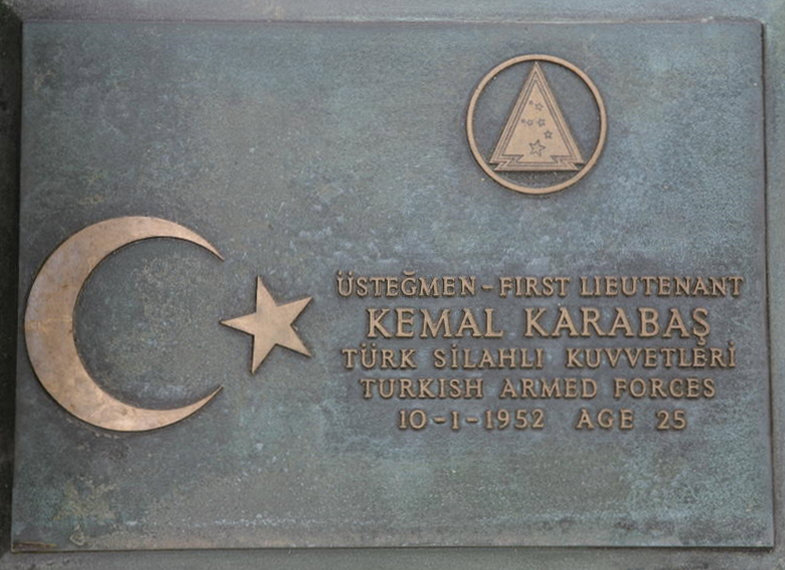 ÜSTEĞMEN-FIRST LIEUTENANT
KEMAL KARABAŞ
TÜRK SİLAHLI KUVVETLERİ
TURKISH ARMED FORCES
10-1-1952 AGE 25